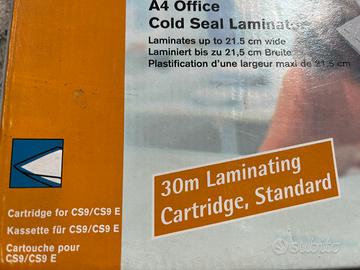 A4 Office
Cold Seal Laminator
Laminates up to 21.5 cm wide
Laminiert bis zu 21,5 cm Breite
Plastification d'une largeur maxi de 21,5 cm
30m Laminating
Cartridge, Standard
Cartridge for CS9/CS9 E
Kassette für CS9/CS9 E
Cartouche pour
CS9/CS9 E
subito